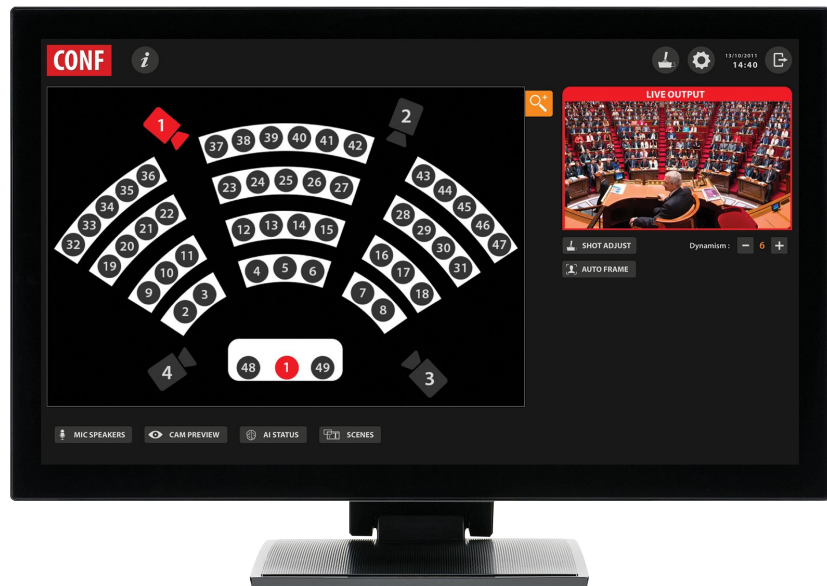 CONF
i
13/10/2011
14:40
LIVE OUTPUT
1
2
37 38 39 40 41 42
36
35
34
33
32
23 24 25 26 27
43
44
45
46
47
22
21
20
19
12 13 14 15
28
29
30
31
11
10
9
4 5 6
16
17
18
3
2
7
8
4
48 1 49
3
SHOT ADJUST
Dynamism : - 6 +
AUTO FRAME
MIC SPEAKERS
CAM PREVIEW
AI STATUS
SCENES